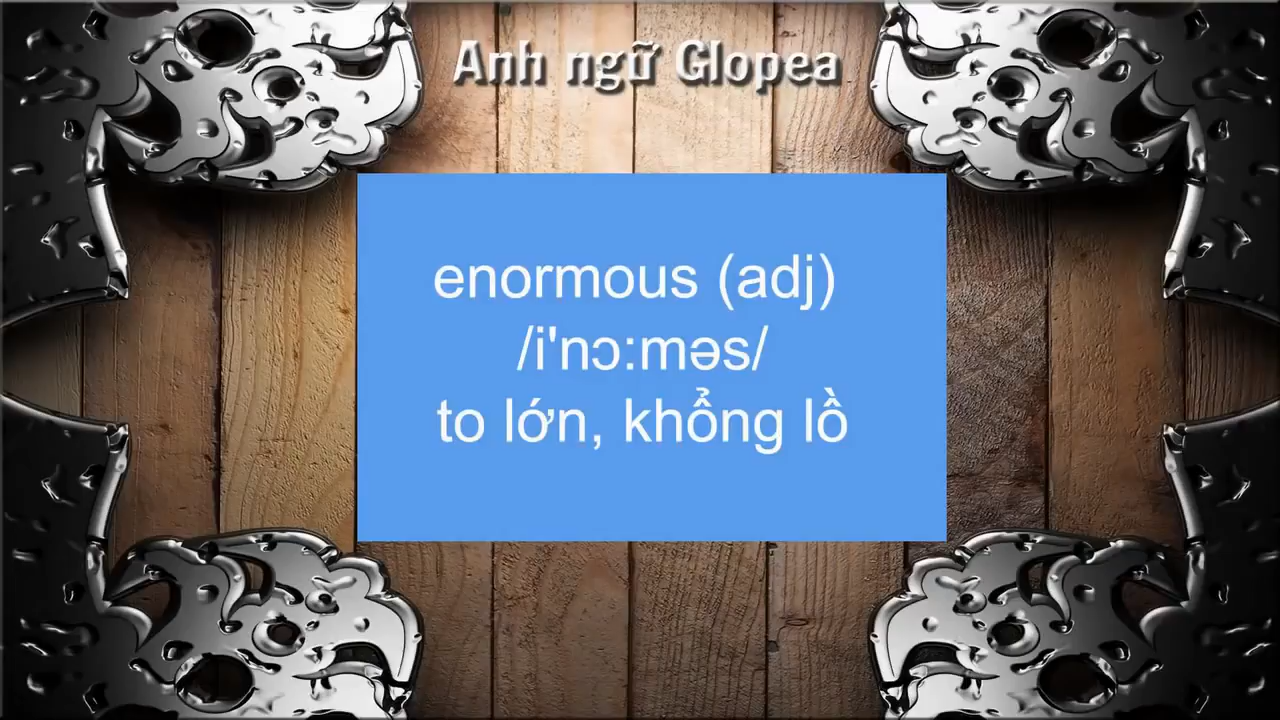 Anh ngữ Glopea
enormous (adj)
/i'nɔ:məs/
to lớn, khổng lồ